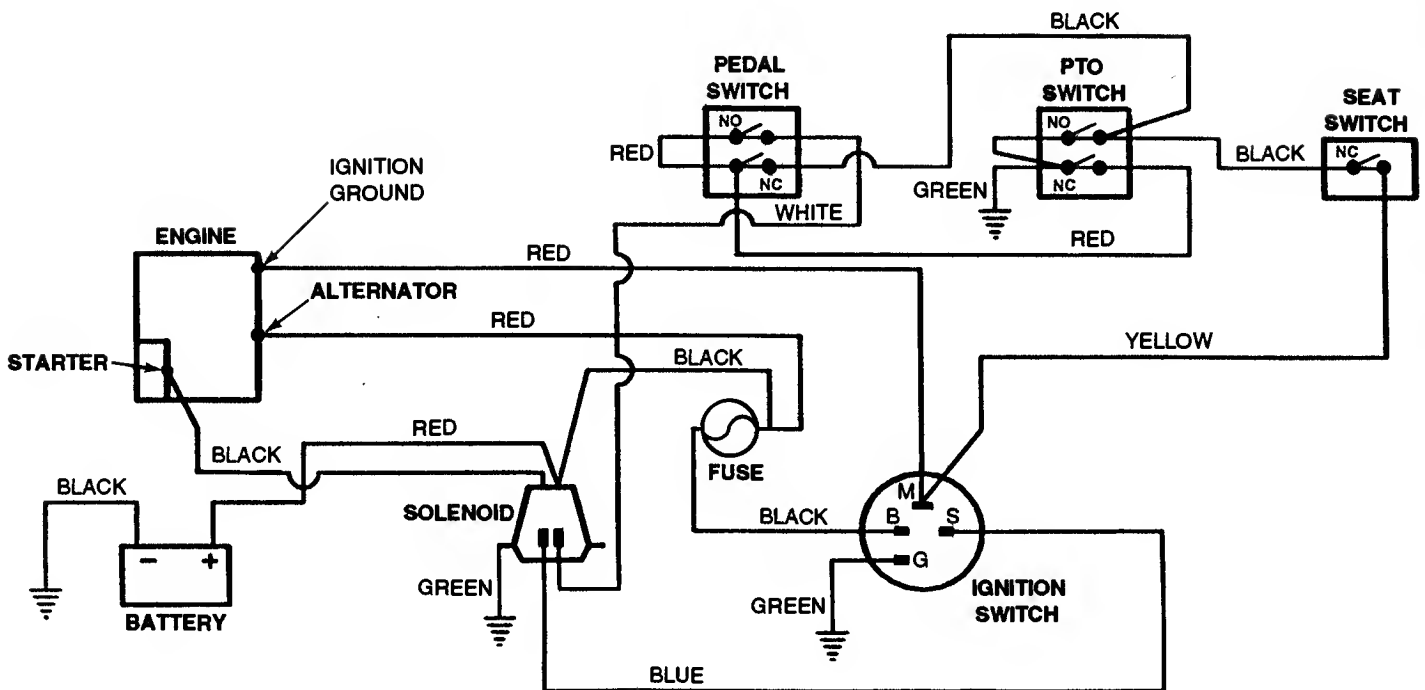 BLACK
PEDAL
SWITCH
PTO
SWITCH
SEAT
SWITCH
NO
NO
RED
NC
BLACK
NC
NC
GREEN
IGNITION
GROUND
WHITE
ENGINE
RED
RED
ALTERNATOR
RED
YELLOW
STARTER
BLACK
RED
BLACK
FUSE
BLACK
M
SOLENOID
BLACK
B
S
- +
G
GREEN
IGNITION
SWITCH
GREEN
BATTERY
BLUE